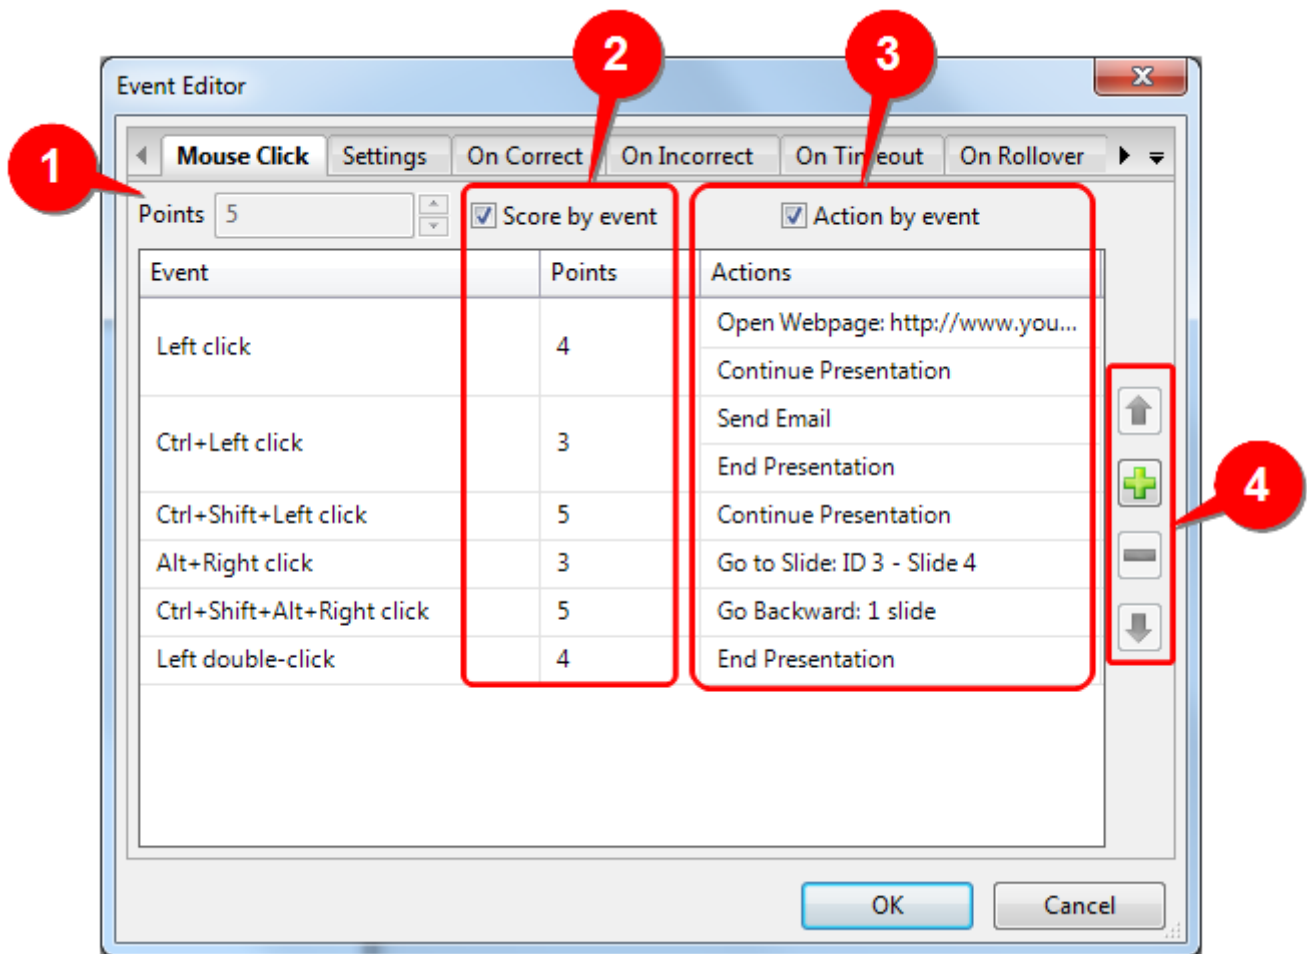 2
3
Event Editor
1
Mouse Click Settings On Correct On Incorrect On Timeout On Rollover
Points 5 Score by event Action by event
Event Points Actions
Left click 4 Open Webpage: http://www.you...
Continue Presentation
Ctrl+Left click 3 Send Email
End Presentation
4
Ctrl+Shift+Left click 5 Continue Presentation
Alt+Right click 3 Go to Slide: ID 3 - Slide 4
Ctrl+Shift+Alt+Right click 5 Go Backward: 1 slide
Left double-click 4 End Presentation
OK Cancel